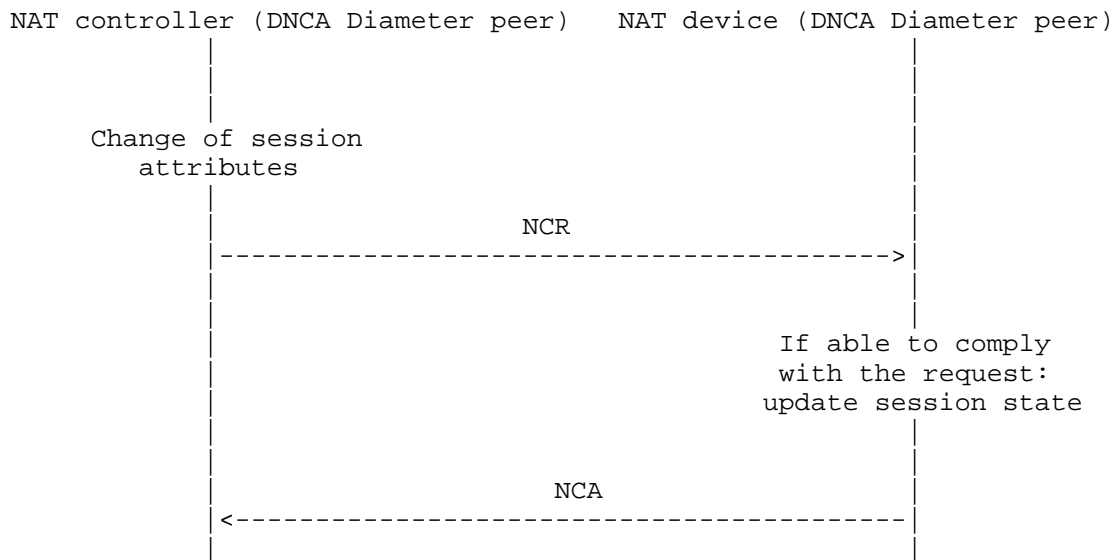 NAT controller (DNCA Diameter peer)   NAT device (DNCA Diameter peer)
Change of session
attributes
NCR
If able to comply
with the request:
update session state
NCA